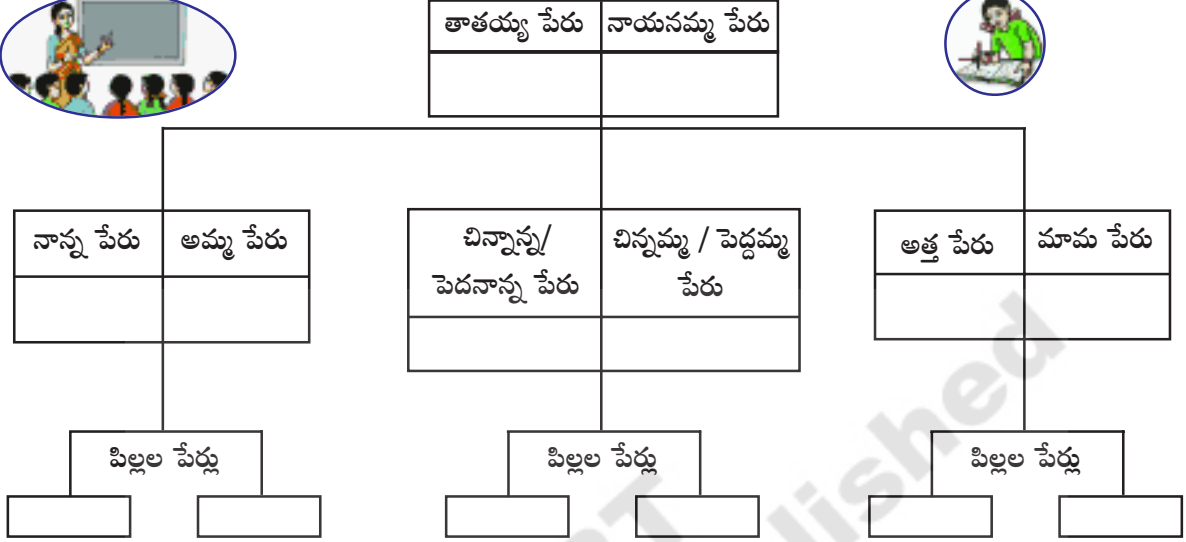 తాతయ్య పేరు నాయనమ్మ పేరు
నాన్న పేరు అమ్మ పేరు
చిన్నాన్న/
పెదనాన్న పేరు
చిన్నమ్మ / పెద్దమ్మ
పేరు
అత్త పేరు మామ పేరు
పిల్లల పేర్లు పిల్లల పేర్లు పిల్లల పేర్లు